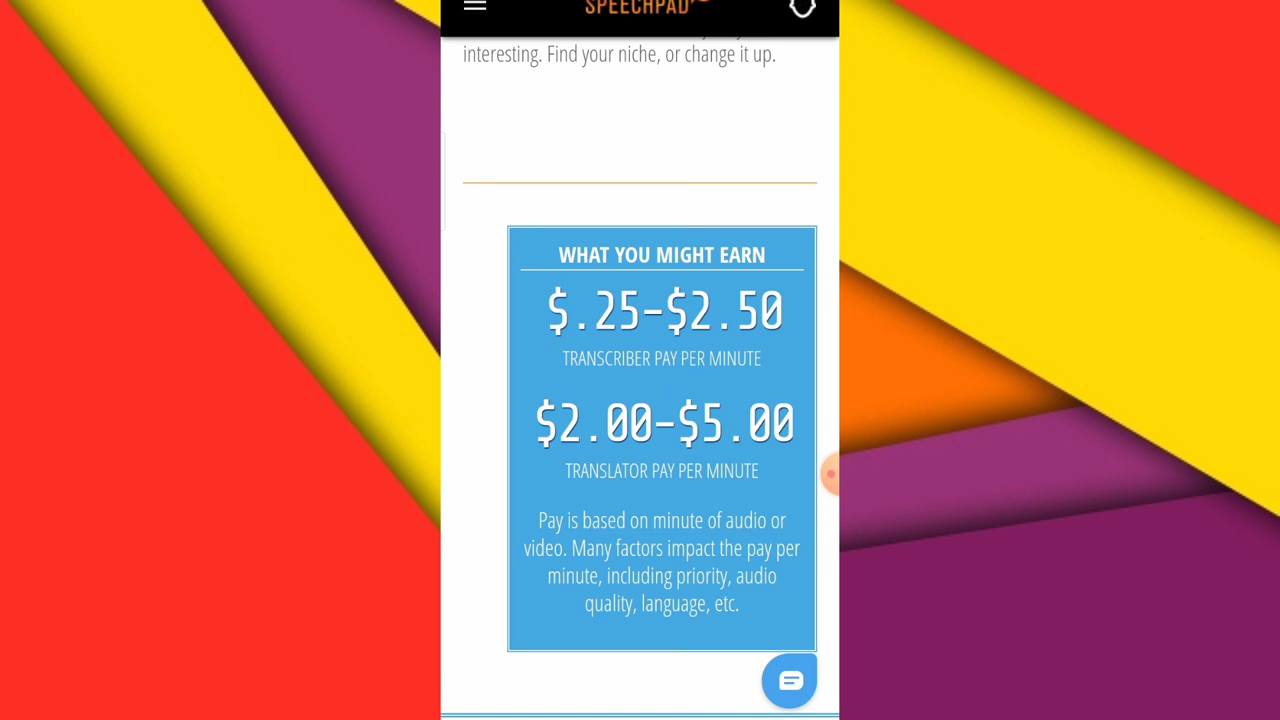 SPEECHPAD
interesting. Find your niche, or change it up.
WHAT YOU MIGHT EARN
$.25-$2.50
TRANSCRIBER PAY PER MINUTE
$2.00-$5.00
TRANSLATOR PAY PER MINUTE
Pay is based on minute of audio or
video. Many factors impact the pay per
minute, including priority, audio
quality, language, etc.